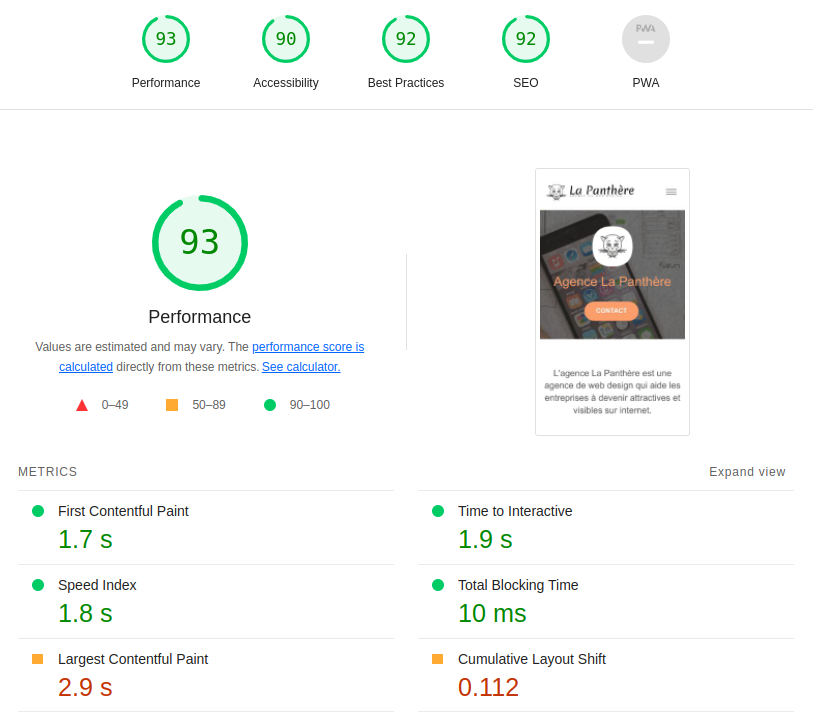 93
90
92
92
PWA
Performance
Accessibility
Best Practices
SEO
PWA
93
Performance
Values are estimated and may vary. The performance score is
calculated directly from these metrics. See calculator.
0–49
50–89
90–100
La Panthère
Agence La Panthère
CONTACT
L'agence La Panthère est une
agence de web design qui aide les
entreprises à devenir attractives et
visibles sur internet.
METRICS
Expand view
First Contentful Paint
1.7 s
Time to Interactive
1.9 s
Speed Index
1.8 s
Total Blocking Time
10 ms
Largest Contentful Paint
2.9 s
Cumulative Layout Shift
0.112